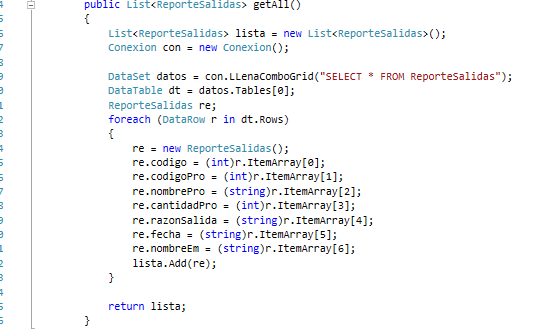 public List<ReporteSalidas> getAll()
{
List<ReporteSalidas> lista = new List<ReporteSalidas>();
Conexion con = new Conexion();
DataSet datos = con.LLenaComboGrid("SELECT * FROM ReporteSalidas");
DataTable dt = datos.Tables[0];
ReporteSalidas re;
foreach (DataRow r in dt.Rows)
{
re = new ReporteSalidas();
re.codigo = (int)r.ItemArray[0];
re.codigoPro = (int)r.ItemArray[1];
re.nombrePro = (string)r.ItemArray[2];
re.cantidadPro = (int)r.ItemArray[3];
re.razonSalida = (string)r.ItemArray[4];
re.fecha = (string)r.ItemArray[5];
re.nombreEm = (string)r.ItemArray[6];
lista.Add(re);
}
return lista;
}